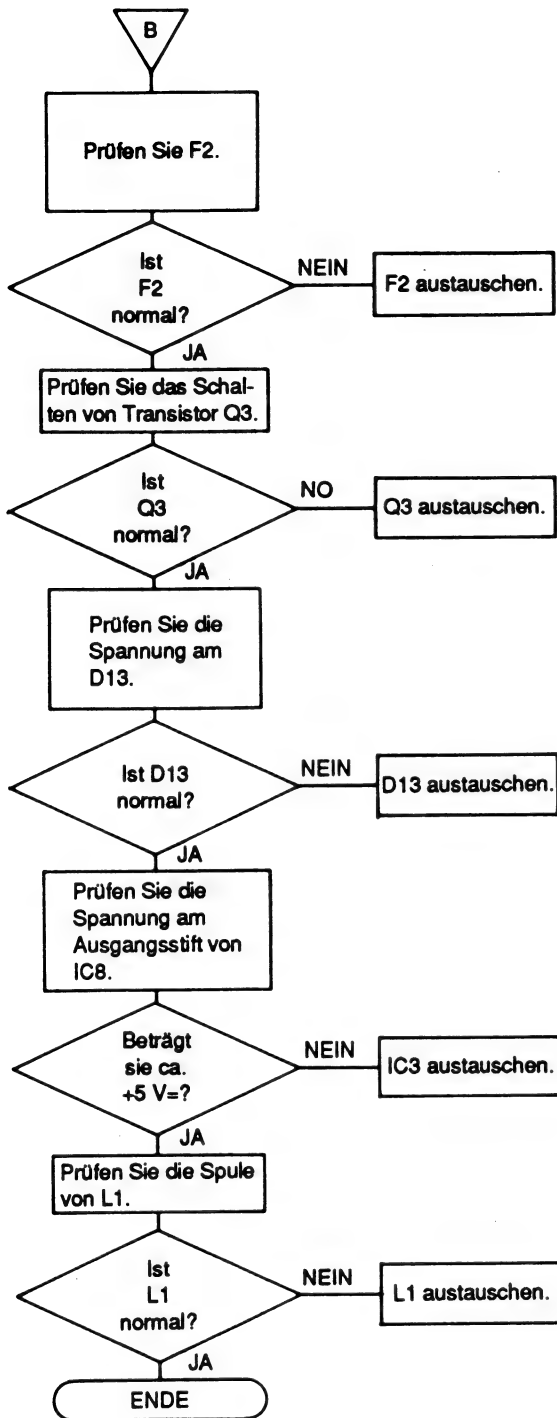 B
Prüfen Sie F2.
Ist
F2
normal?
NEIN
F2 austauschen.
JA
Prüfen Sie das Schal-
ten von Transistor Q3.
Ist
Q3
normal?
NO
Q3 austauschen.
JA
Prüfen Sie die
Spannung am
D13.
Ist D13
normal?
NEIN
D13 austauschen.
JA
Prüfen Sie die
Spannung am
Ausgangsstift von
IC8.
Beträgt
sie ca.
+5 V=?
NEIN
IC3 austauschen.
JA
Prüfen Sie die Spule
von L1.
Ist
L1
normal?
NEIN
L1 austauschen.
JA
ENDE